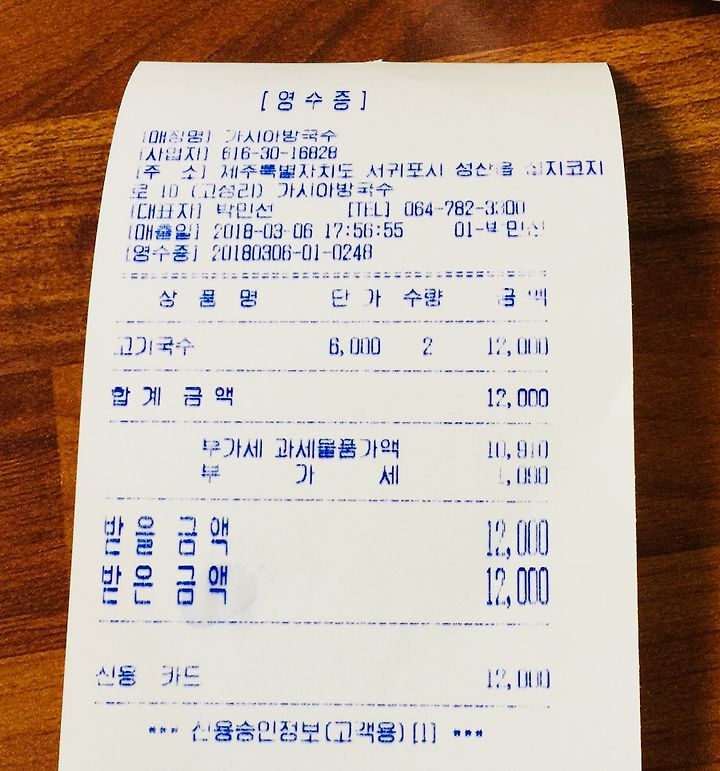 [영수증]
[매장명] 가시아방국수
[사업자] 616-30-16828
[주 소] 제주특별자치도 서귀포시 성산읍 섭지코지
로 10 (고성리) 가시아방국수
[대표자] 박민선 [TEL] 064-782-3300
[매출일] 2018-03-06 17:56:55 01-박민선
[영수증] 20180306-01-0248
상 품 명 단 가 수량 금 액
고기국수 6,000 2 12,000
합 계 금 액 12,000
부가세 과세물품가액 10,910
부 가 세 1,090
받 을 금 액 12,000
받 은 금 액 12,000
신용 카드 12,000
*** 신용승인정보(고객용)[1] ***